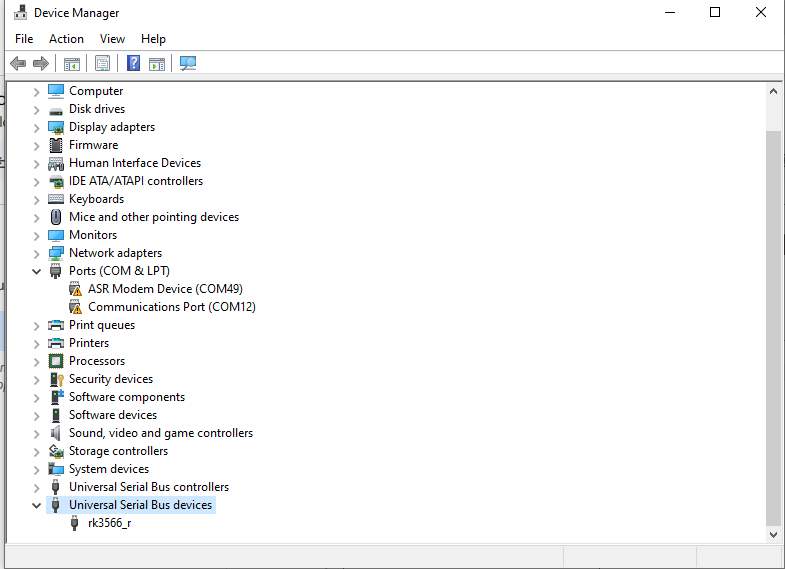 Device Manager
File Action View Help
Computer
Disk drives
Display adapters
Firmware
Human Interface Devices
IDE ATA/ATAPI controllers
Keyboards
Mice and other pointing devices
Monitors
Network adapters
Ports (COM & LPT)
ASR Modem Device (COM49)
Communications Port (COM12)
Print queues
Printers
Processors
Security devices
Software components
Software devices
Sound, video and game controllers
Storage controllers
System devices
Universal Serial Bus controllers
Universal Serial Bus devices
rk3566_r